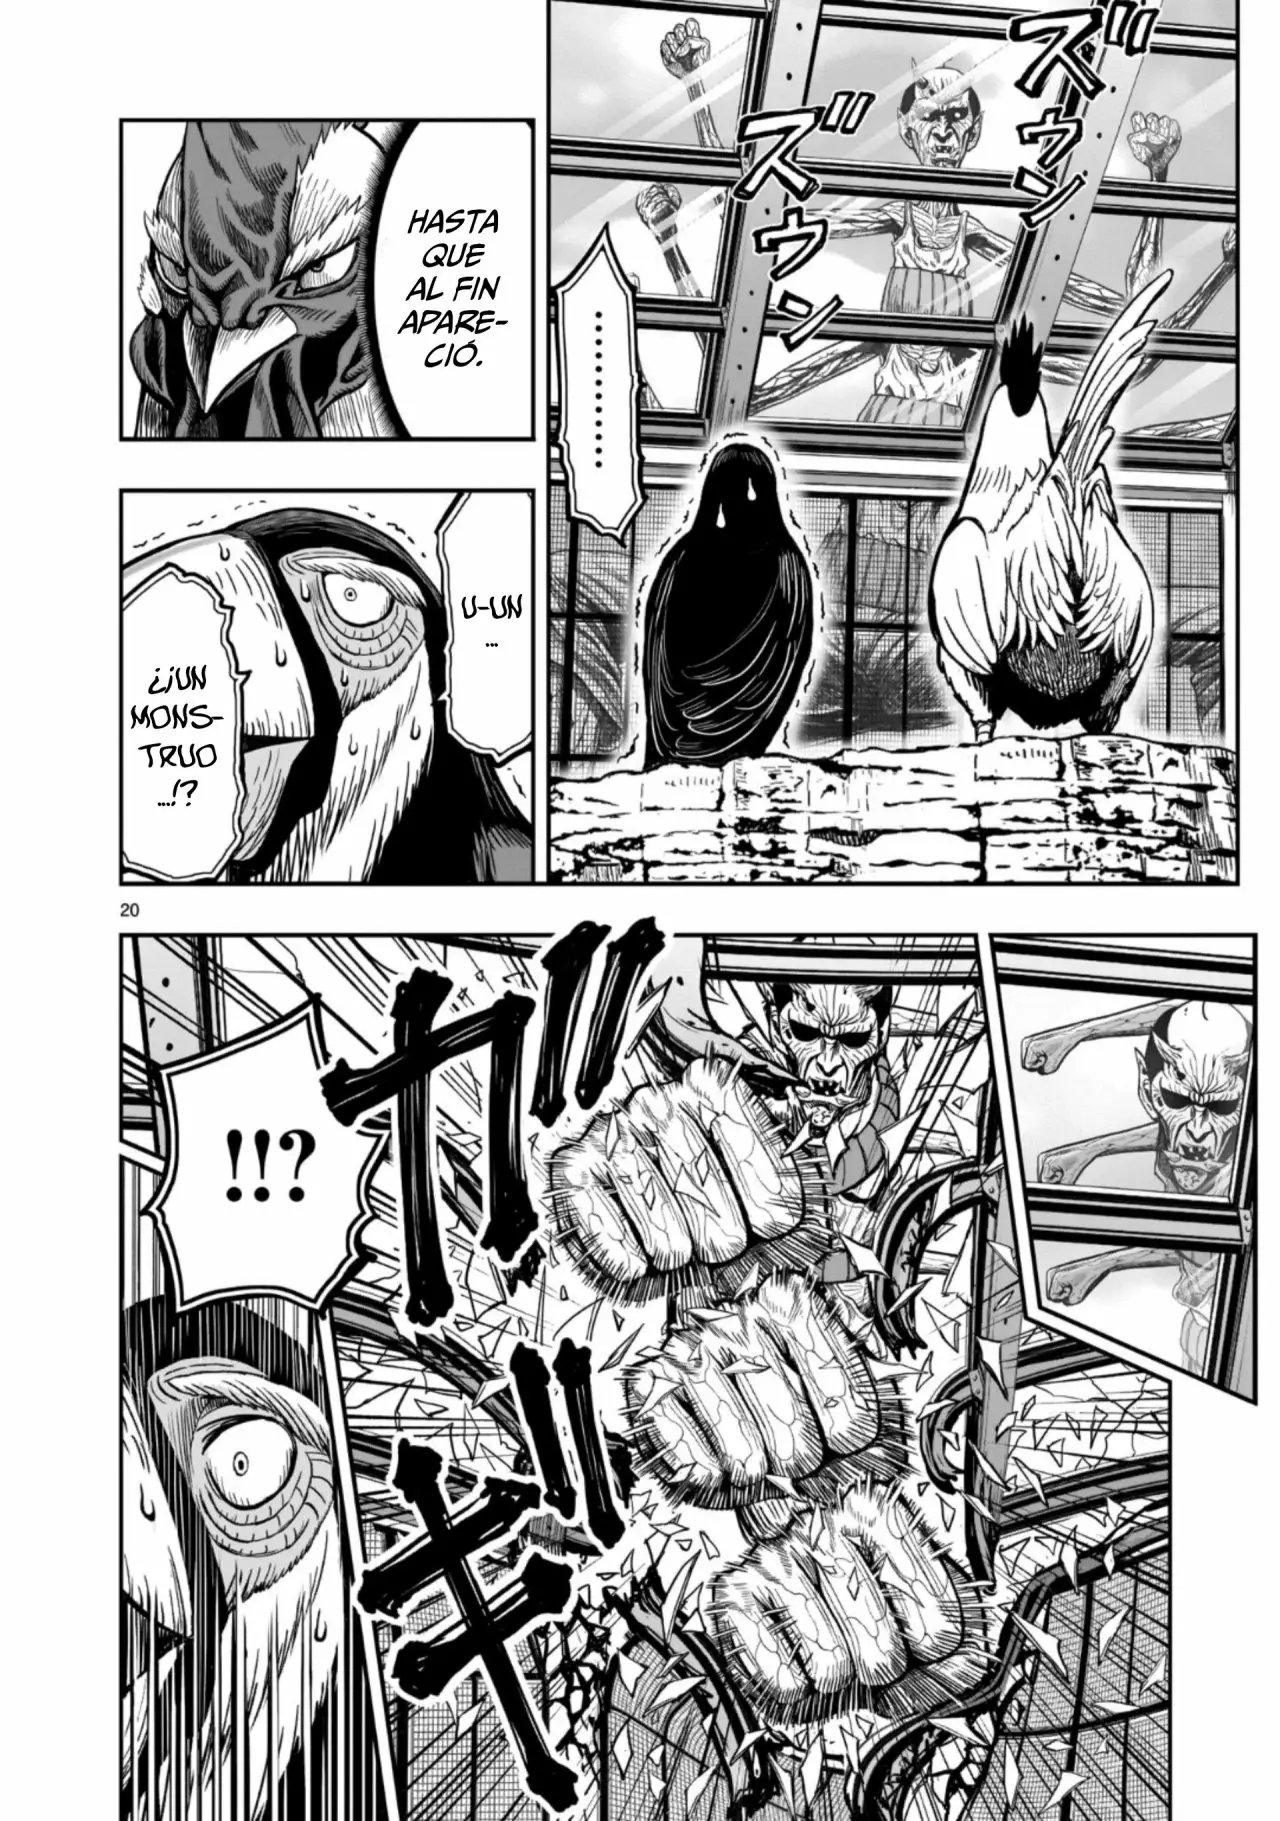 ズウン
ズウン
..........
HASTA
QUE
AL FIN
APARE-
CIÓ.
U-UN
...
¿¡UN
MONS-
TRUO
...!?
20
ガギ
!!?